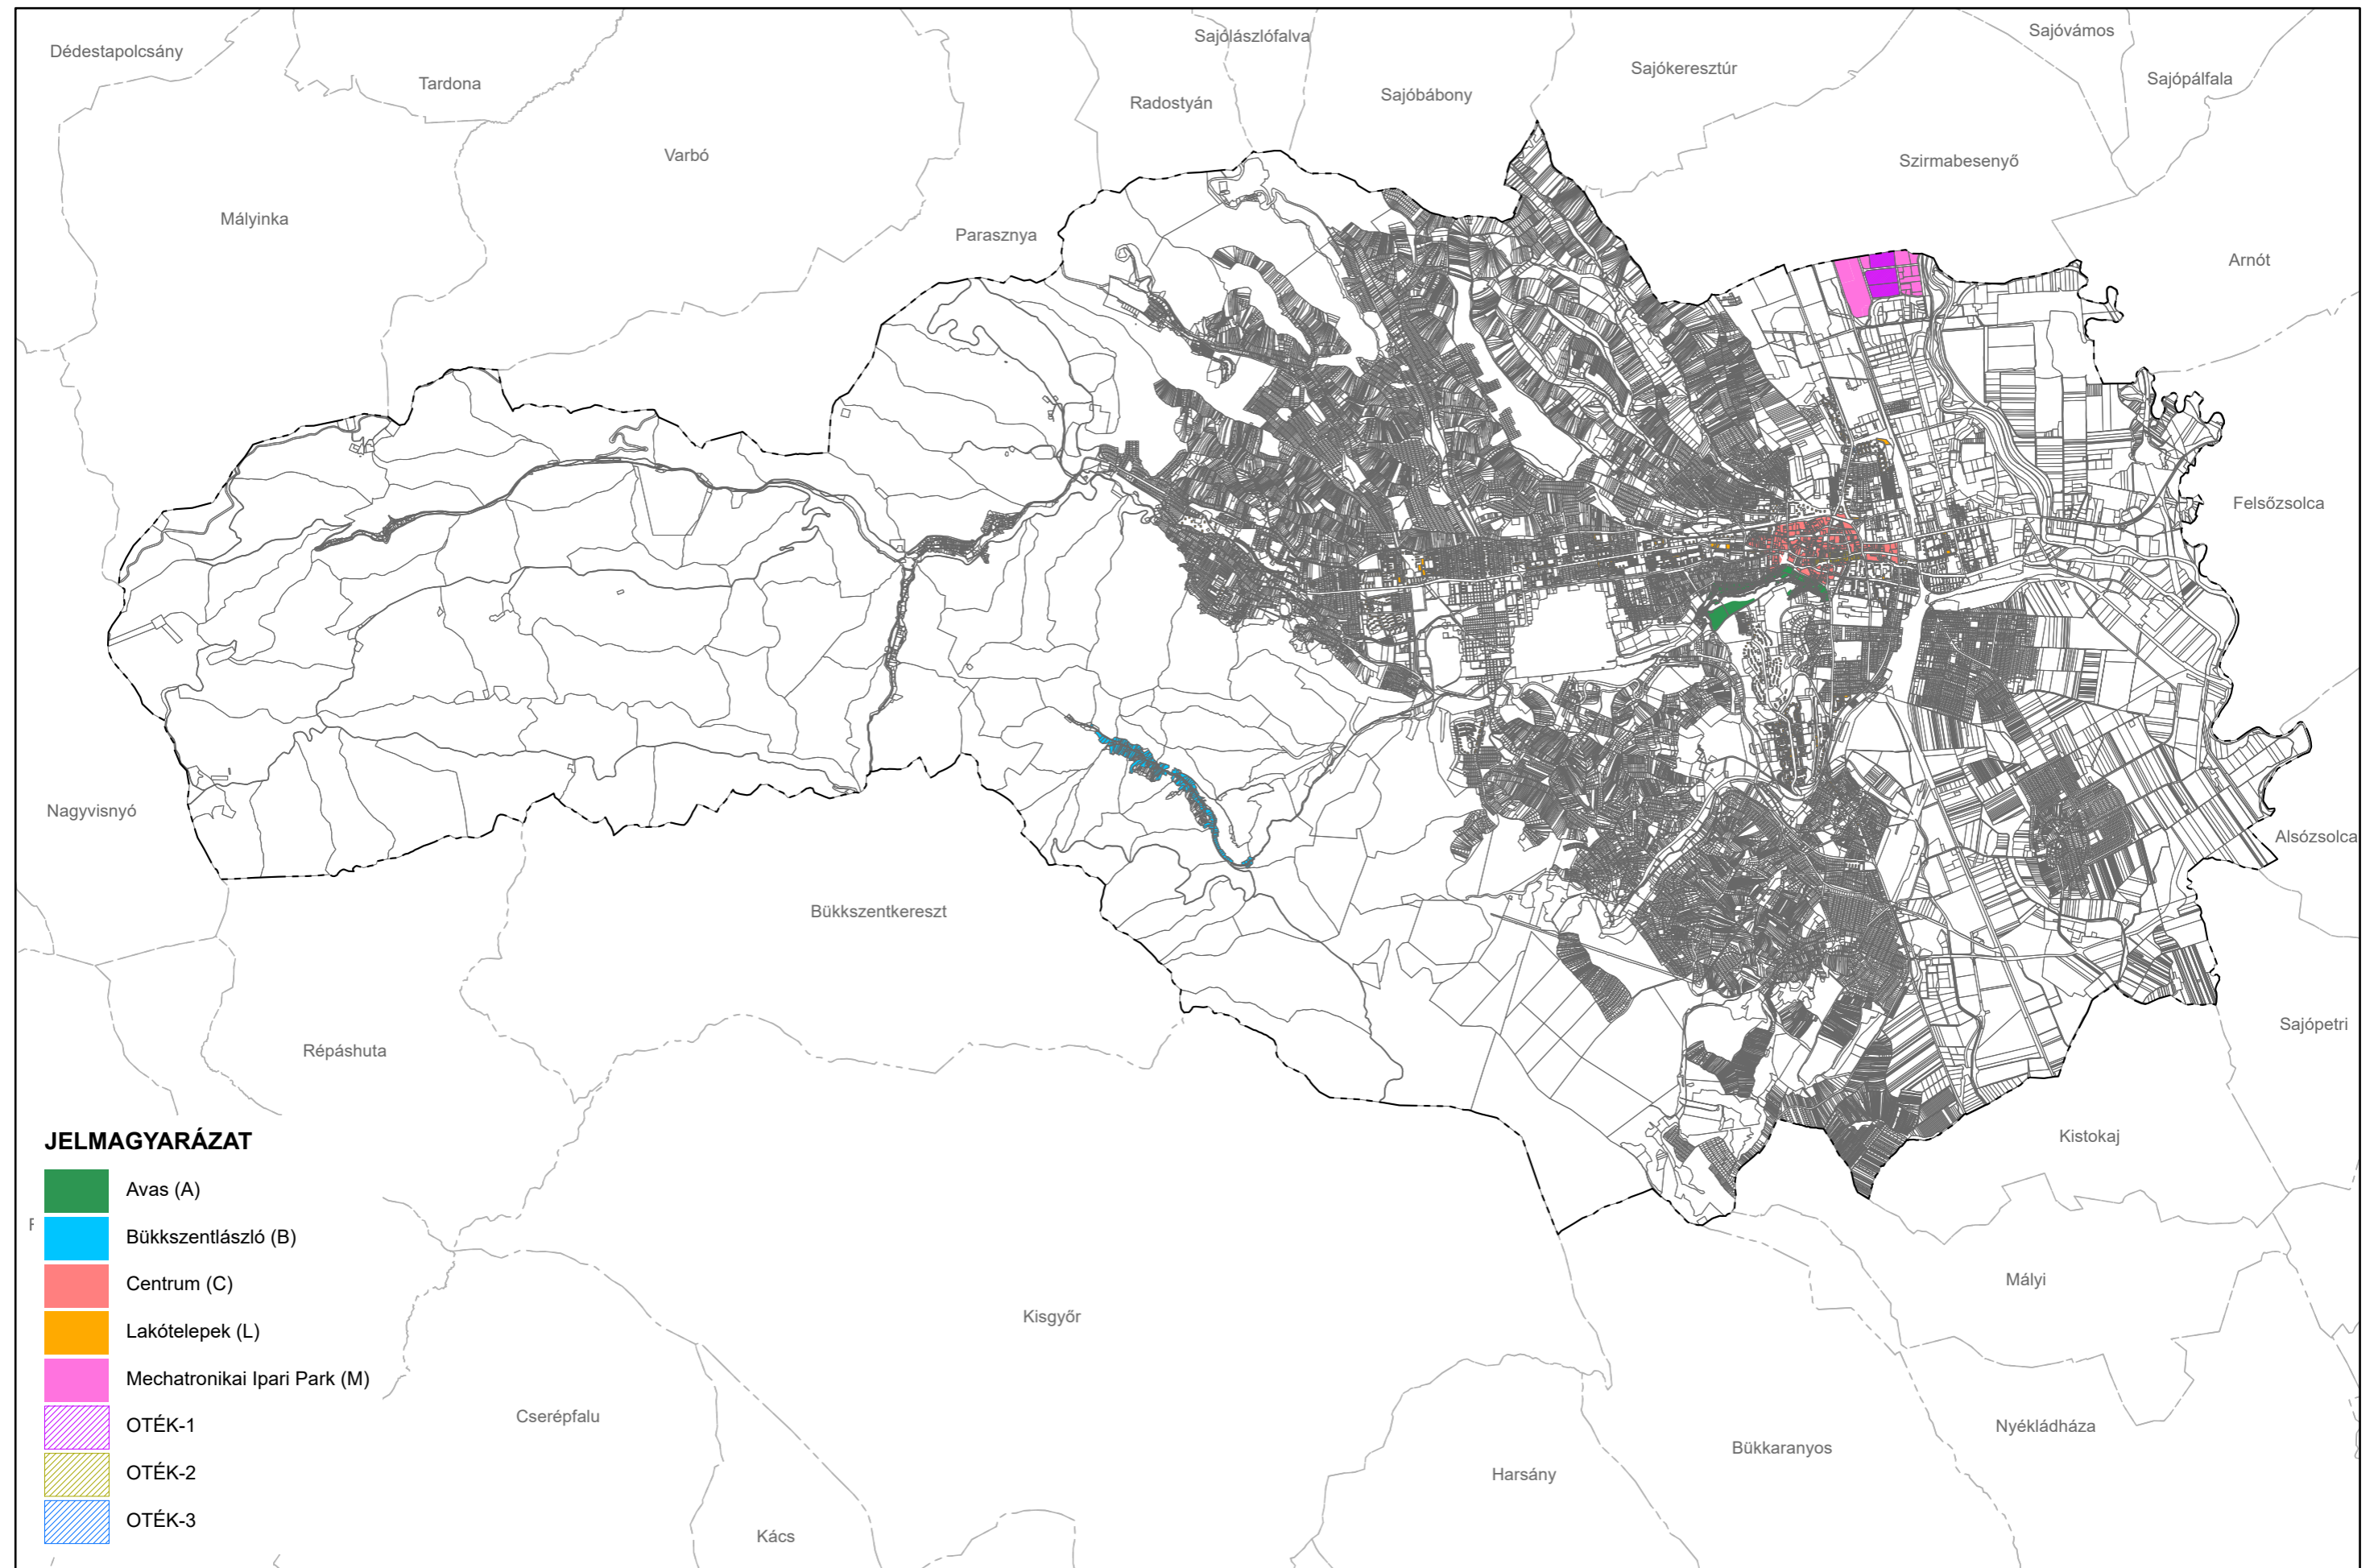 Sajóvámos
Sajólászlófalva
Dédestapolcsány
Sajókeresztúr
Sajópálfala
Tardona
Sajóbábony
Radostyán
Varbó
Szirmabesenyő
Mályinka
Parasznya
Arnót
Felsőzsolca
Nagyvisnyó
Alsózsolca
Bükkszentkereszt
Sajópetri
Répáshuta
Kistokaj
JELMAGYARÁZAT
Avas (A)
Bükkszentlászló (B)
Centrum (C)
Lakótelepek (L)
Mechatronikai Ipari Park (M)
OTÉK-1
OTÉK-2
OTÉK-3
Mályi
Kisgyőr
Cserépfalu
Nyékládháza
Bükkaranyos
Harsány
Kács